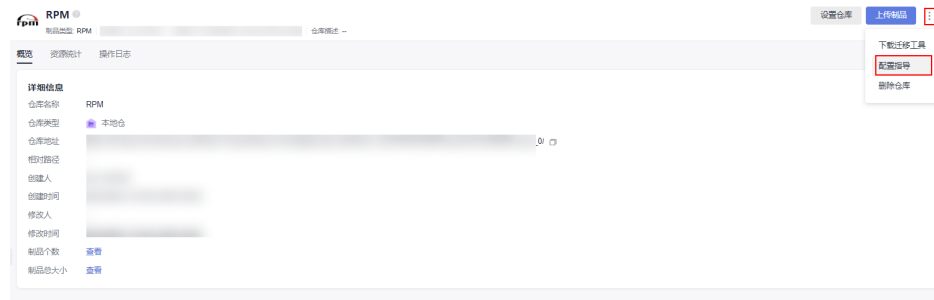 rpm RPM 设置仓库 上传制品
制品类型 RPM 仓库描述 --
下载迁移工具
概览 资源统计 操作日志
配置指导
详细信息 删除仓库
仓库名称 RPM
仓库类型 本地仓
仓库地址 _0/
相对路径
创建人
创建时间
修改人
修改时间
制品个数 查看
制品总大小 查看